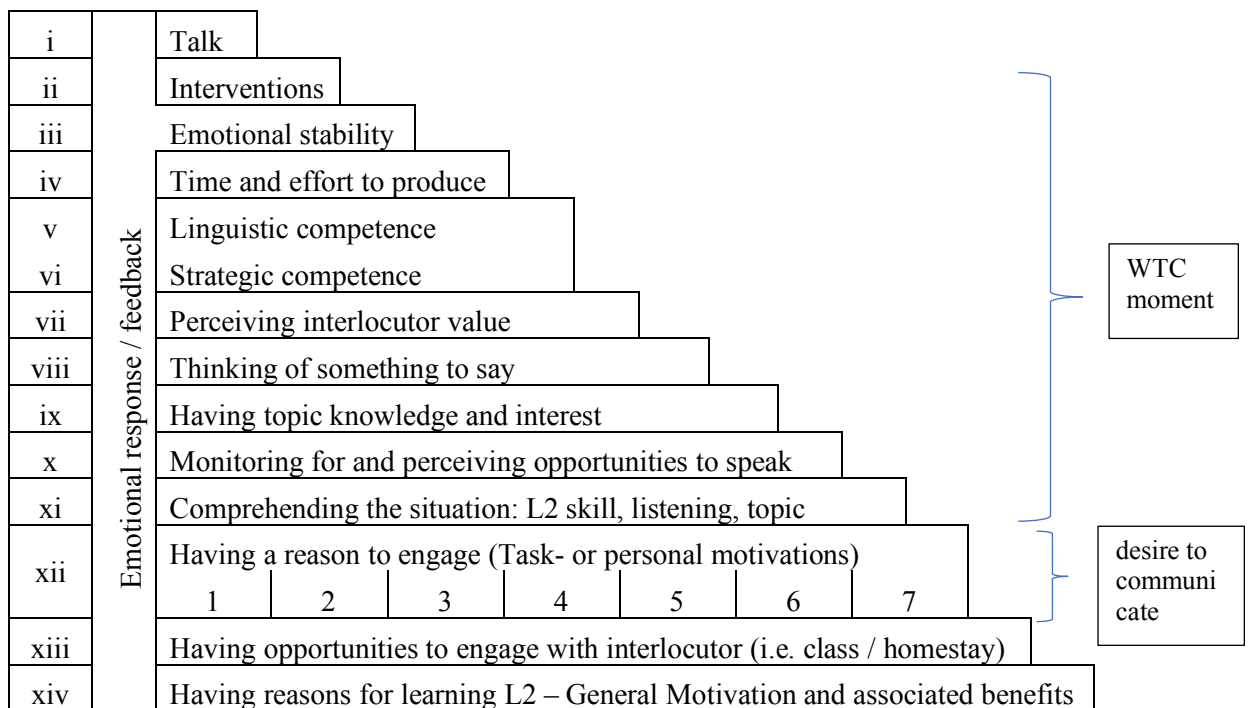 i Talk
ii Interventions
iii Emotional stability
iv Time and effort to produce
v Linguistic competence
vi Strategic competence
vii Perceiving interlocutor value
viii Thinking of something to say
ix Having topic knowledge and interest
x Monitoring for and perceiving opportunities to speak
xi Comprehending the situation: L2 skill, listening, topic
xii Having a reason to engage (Task- or personal motivations)
1 2 3 4 5 6 7
xiii Having opportunities to engage with interlocutor (i.e. class / homestay)
xiv Having reasons for learning L2 – General Motivation and associated benefits
Emotional response / feedback
WTC
moment
desire to
communi
cate